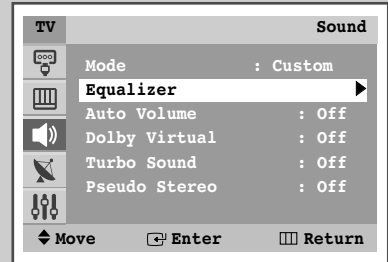 TV Sound
Mode : Custom
Equalizer
Auto Volume : Off
Dolby Virtual : Off
Turbo Sound : Off
Pseudo Stereo : Off
Move Enter Return